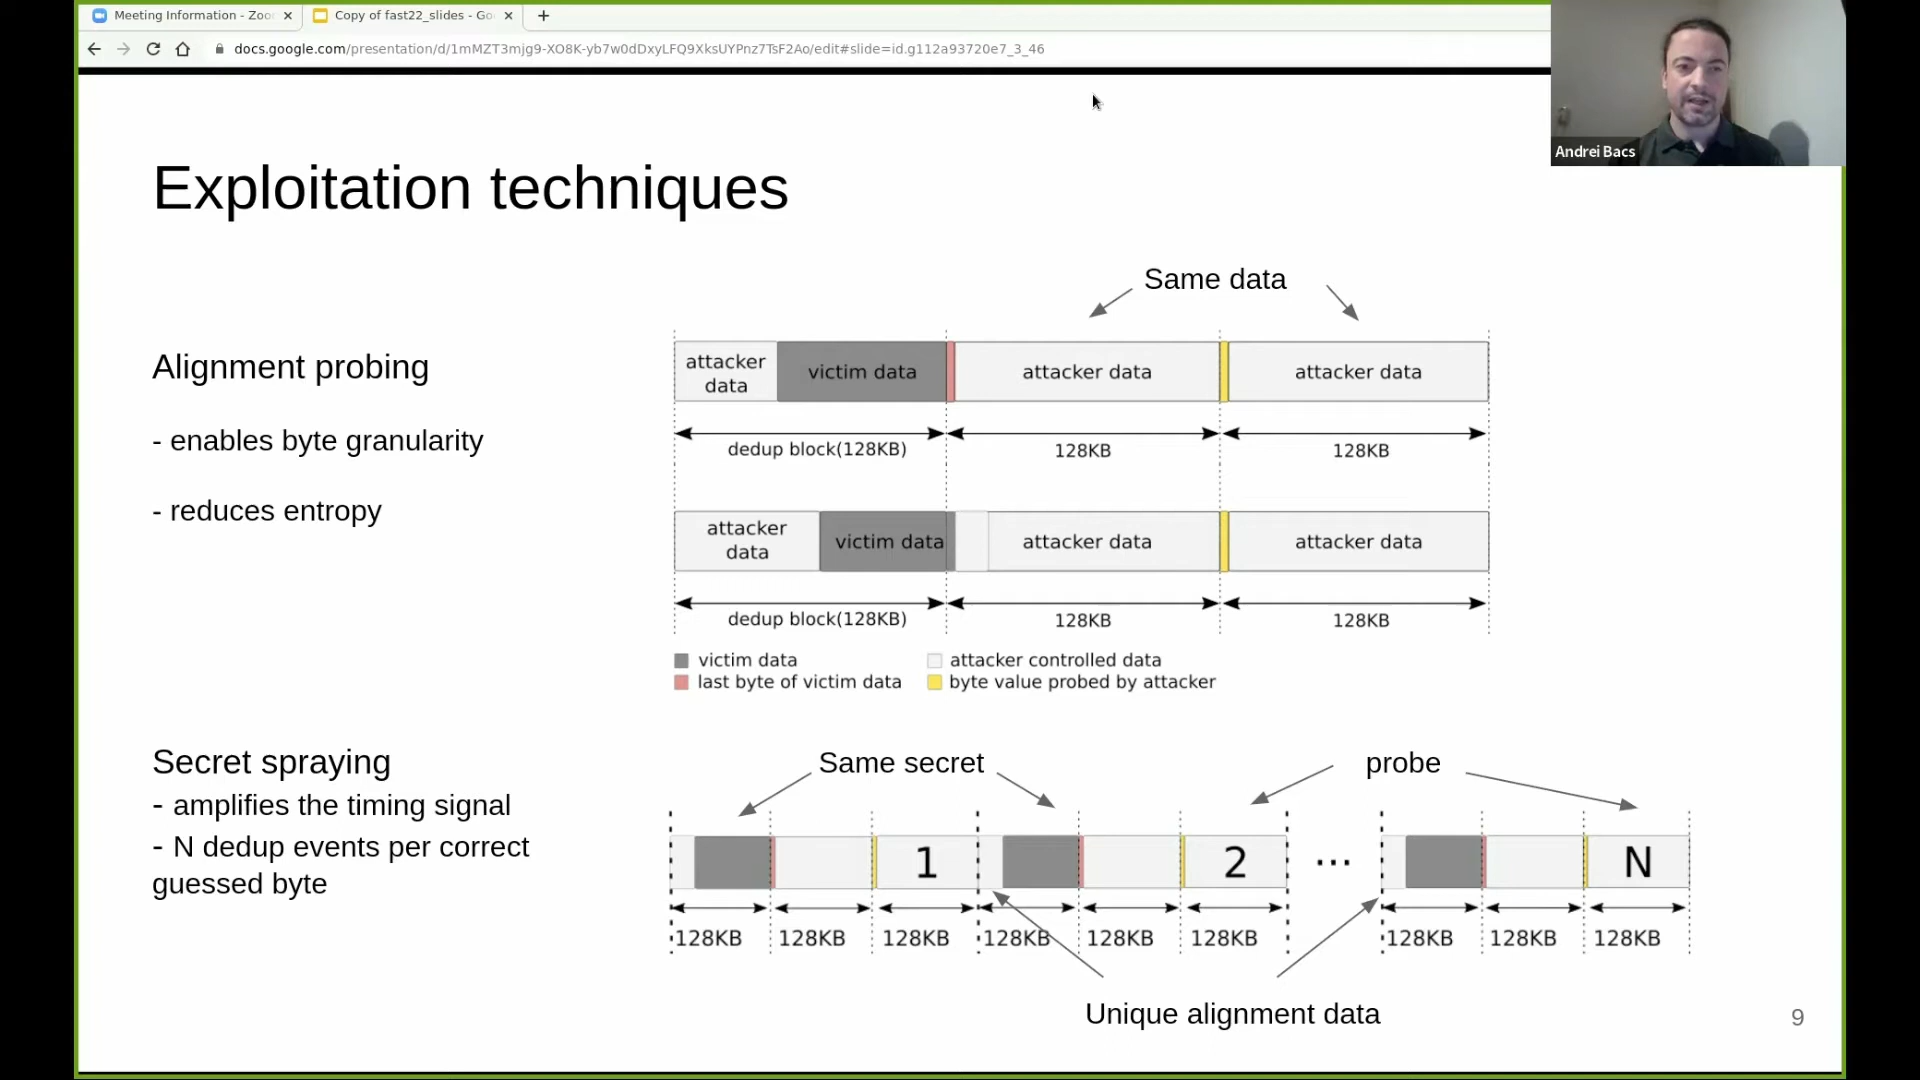 Meeting Information - Zoo
Copy of fast22_slides - Go
docs.google.com/presentation/d/1mMZT3mjg9-XO8K-yb7w0dDxyLFQ9XksUYPnz7TsF2Ao/edit#slide=id.g112a93720e7_3_46
Andrei Bacs
Exploitation techniques
Same data
Alignment probing
- enables byte granularity
- reduces entropy
attacker
data
victim data
attacker data
attacker data
dedup block(128KB)
128KB
128KB
attacker
data
victim data
attacker data
attacker data
dedup block(128KB)
128KB
128KB
victim data
attacker controlled data
last byte of victim data
byte value probed by attacker
Secret spraying
- amplifies the timing signal
- N dedup events per correct
guessed byte
Same secret
probe
1
2
...
N
128KB
128KB
128KB
128KB
128KB
128KB
128KB
128KB
128KB
Unique alignment data
9